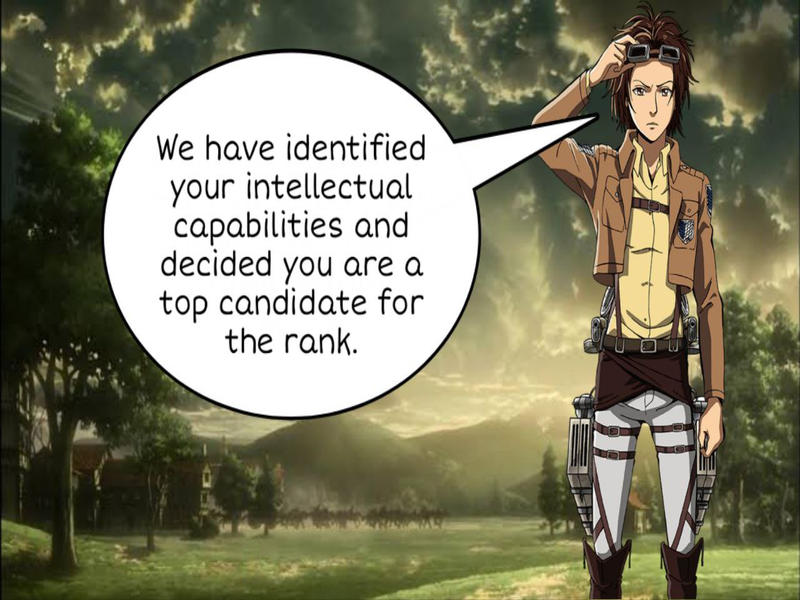 We have identified
your intellectual
capabilities and
decided you are a
top candidate for
the rank.